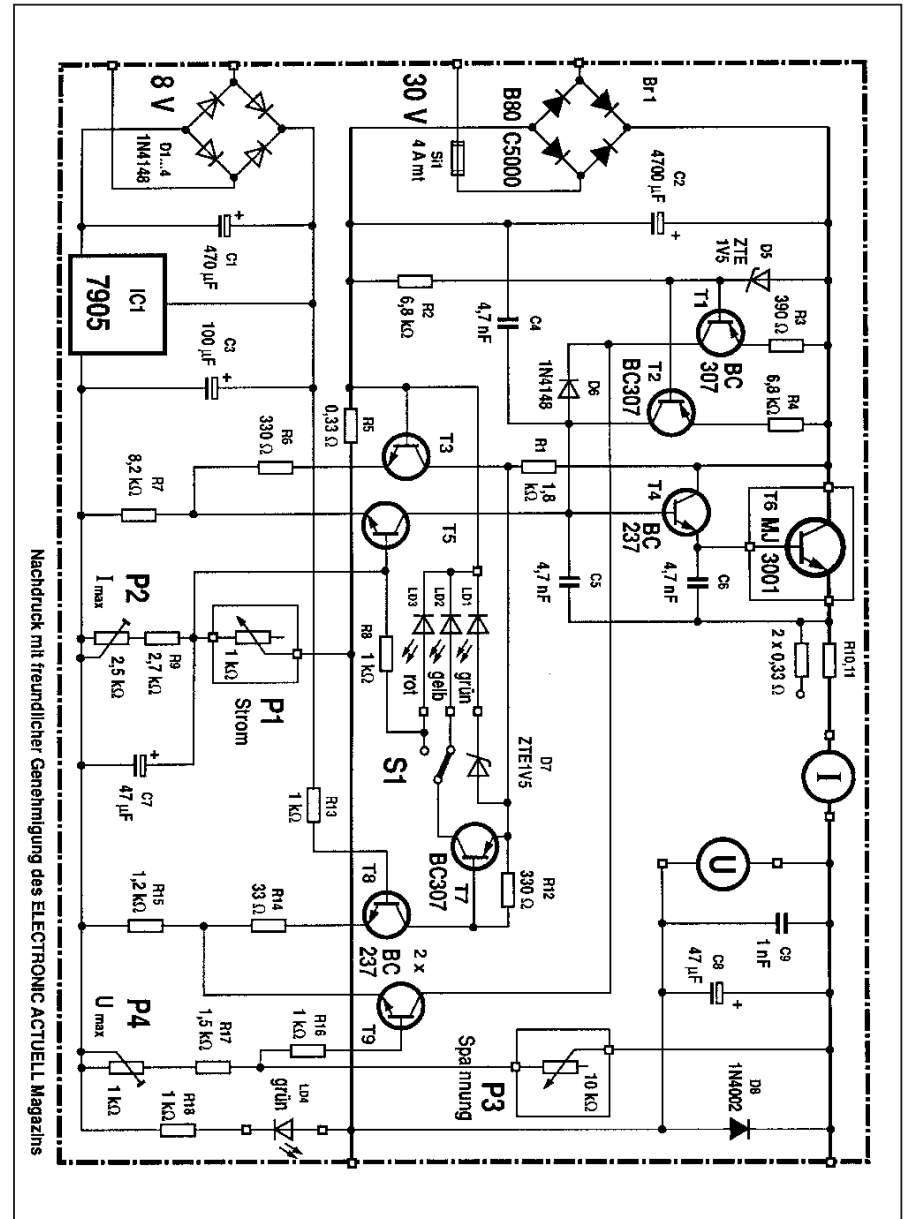 Br1
B80 C5000
30 V
Si1
4 A mt
8 V
D1...4
1N4148
C2
4700 µF
+
C1
470 µF
+
IC1
7905
C3
100 µF
+
D5
ZTE
1V5
T1
BC
307
R3
390 Ω
R2
6,8 kΩ
C4
4,7 nF
D6
1N4148
T2
BC307
R4
6,8 kΩ
R1
1,8
kΩ
R5
0,33 Ω
T3
R6
330 Ω
R7
8,2 kΩ
T4
BC
237
T5
T6 MJ 3001
C6
4,7 nF
C5
4,7 nF
R10,11
2 x 0,33 Ω
I
LD1
LD2
LD3
grün
gelb
rot
R8
1 kΩ
S1
D7
ZTE1V5
T7
BC307
R12
330 Ω
P1
Strom
1 kΩ
P2
I max
2,5 kΩ
R9
2,7 kΩ
C7
47 µF
+
R13
1 kΩ
T8
2 x
BC
237
T9
R14
33 Ω
R15
1,2 kΩ
R16
1 kΩ
R17
1,5 kΩ
P4
U max
1 kΩ
R18
1 kΩ
LD4
grün
P3
Spannung
10 kΩ
U
C9
1 nF
C8
47 µF
+
D8
1N4002
Nachdruck mit freundlicher Genehmigung des ELECTRONIC ACTUELL Magazins